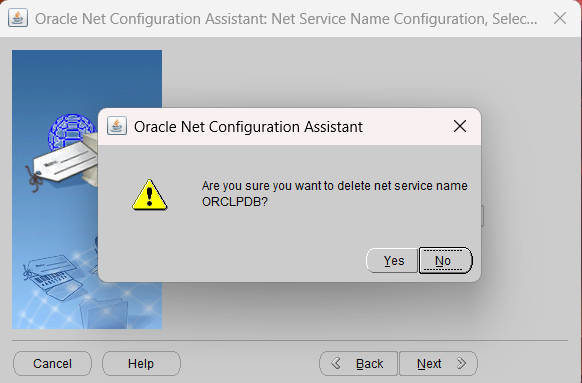 Oracle Net Configuration Assistant: Net Service Name Configuration, Selec...
Oracle Net Configuration Assistant
Are you sure you want to delete net service name
ORCLPDB?
Yes No
Cancel Help Back Next